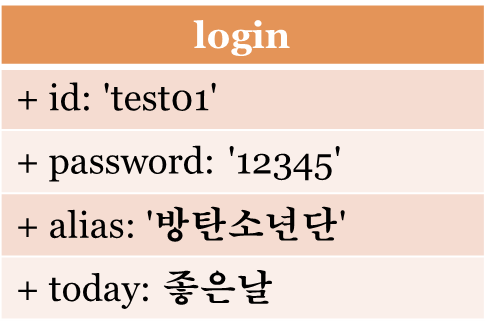 login
+ id: 'test01'
+ password: '12345'
+ alias: '방탄소년단'
+ today: 좋은날